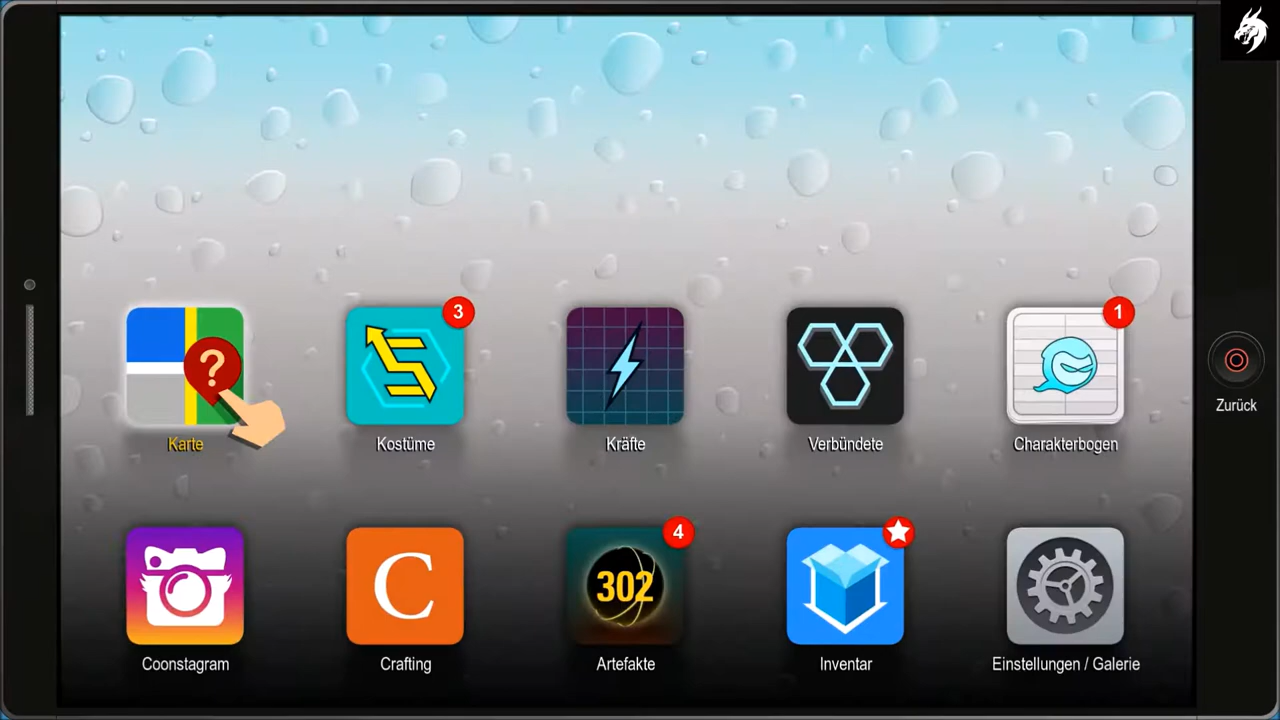 3
1
?
Karte
Kostüme
Kräfte
Verbündete
Charakterbogen
Zurück
4
C
302
Coonstagram
Crafting
Artefakte
Inventar
Einstellungen / Galerie